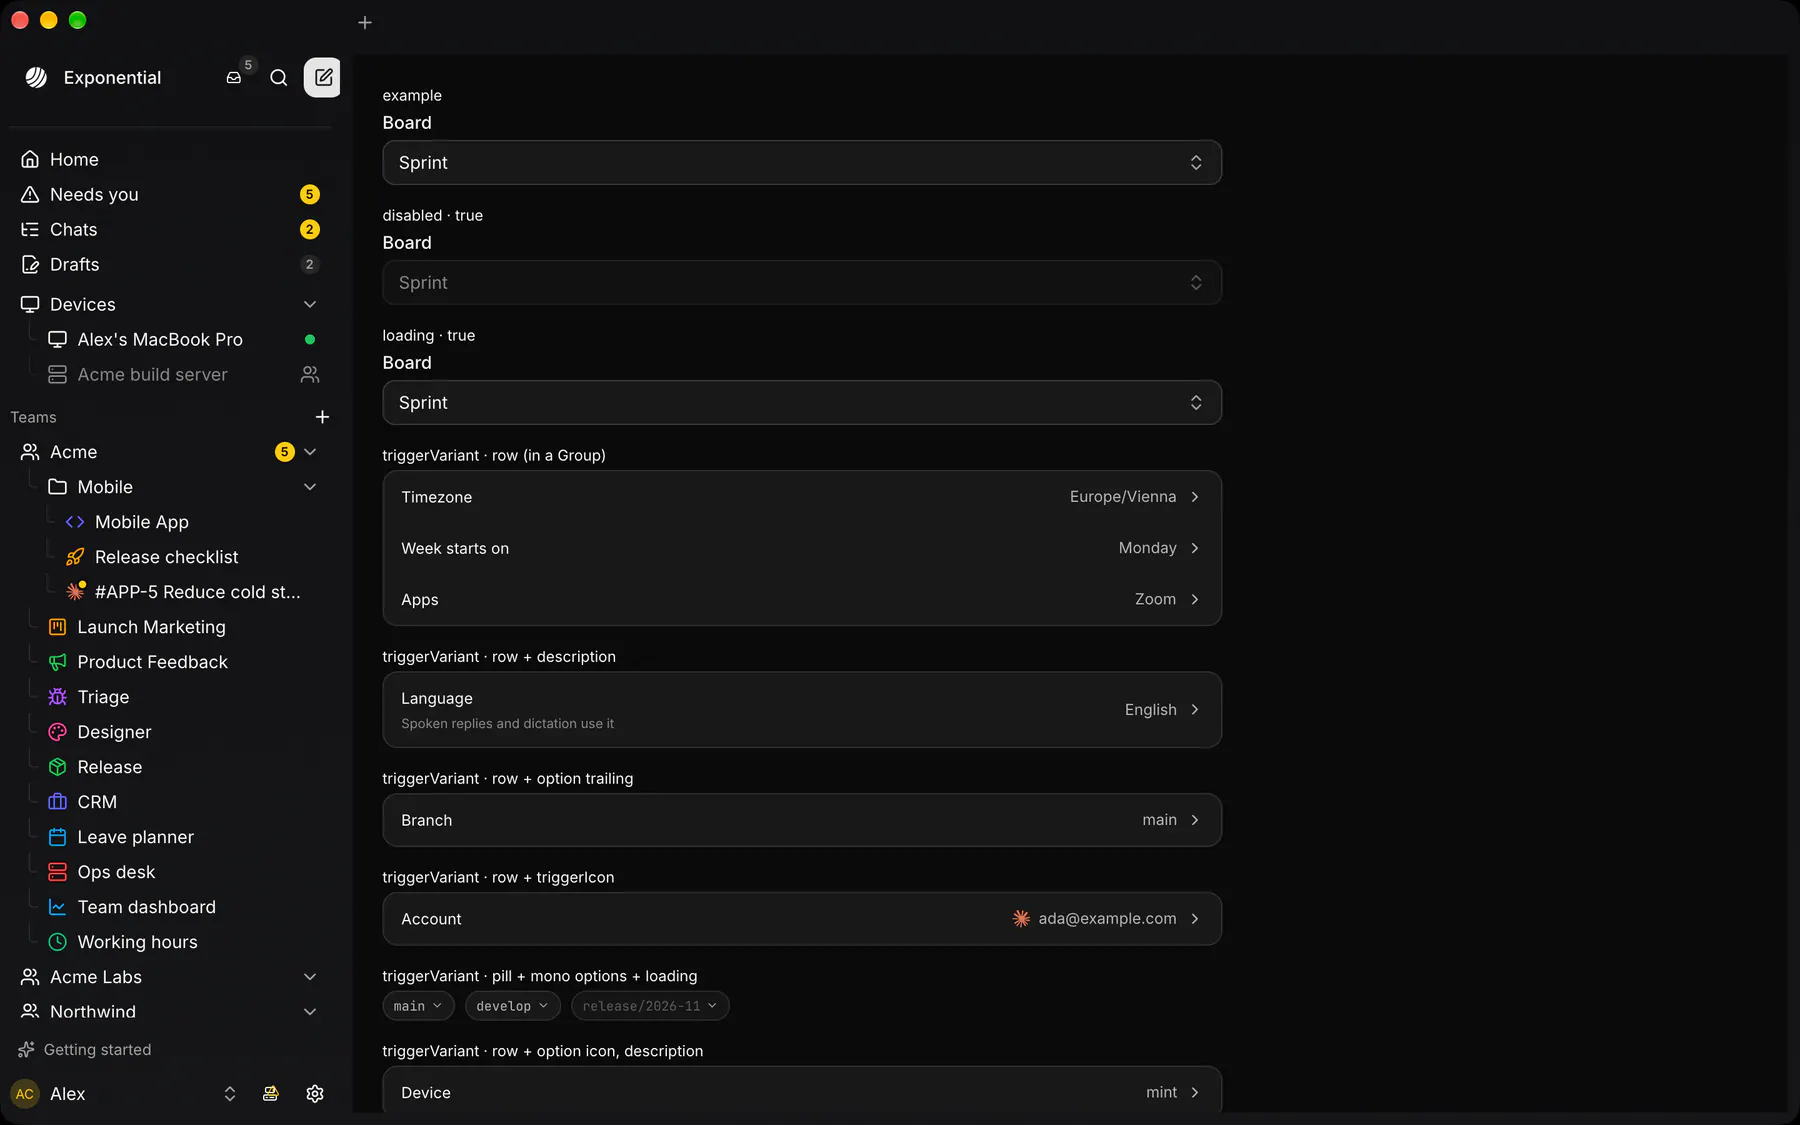 Exponential
5
Home
Needs you
5
Chats
2
Drafts
2
Devices
Alex's MacBook Pro
Acme build server
Teams
Acme
5
Mobile
Mobile App
Release checklist
#APP-5 Reduce cold st...
Launch Marketing
Product Feedback
Triage
Designer
Release
CRM
Leave planner
Ops desk
Team dashboard
Working hours
Acme Labs
Northwind
Getting started
AC
Alex
example
Board
Sprint
disabled · true
Board
Sprint
loading · true
Board
Sprint
triggerVariant · row (in a Group)
Timezone
Europe/Vienna
Week starts on
Monday
Apps
Zoom
triggerVariant · row + description
Language
Spoken replies and dictation use it
English
triggerVariant · row + option trailing
Branch
main
triggerVariant · row + triggerIcon
Account
ada@example.com
triggerVariant · pill + mono options + loading
main
develop
release/2026-11
triggerVariant · row + option icon, description
Device
mint